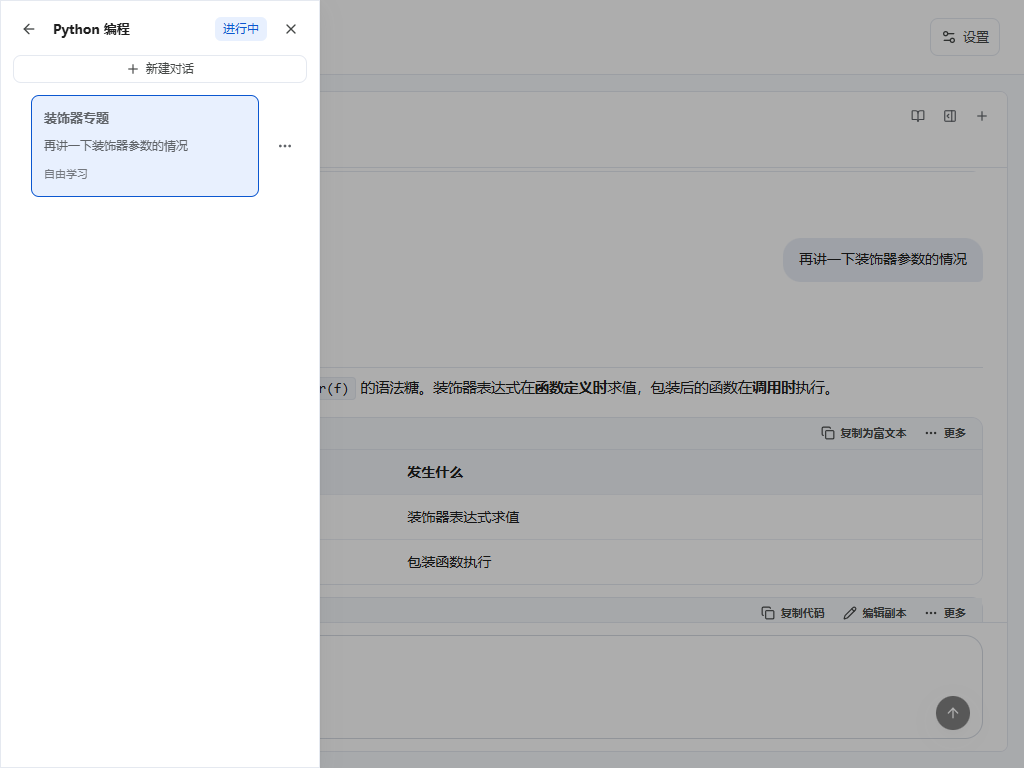 Python 编程
进行中
新建对话
装饰器专题
再讲一下装饰器参数的情况
自由学习
设置
再讲一下装饰器参数的情况
r(f) 的语法糖。装饰器表达式在函数定义时求值，包装后的函数在调用时执行。
复制为富文本
更多
发生什么
装饰器表达式求值
包装函数执行
复制代码
编辑副本
更多